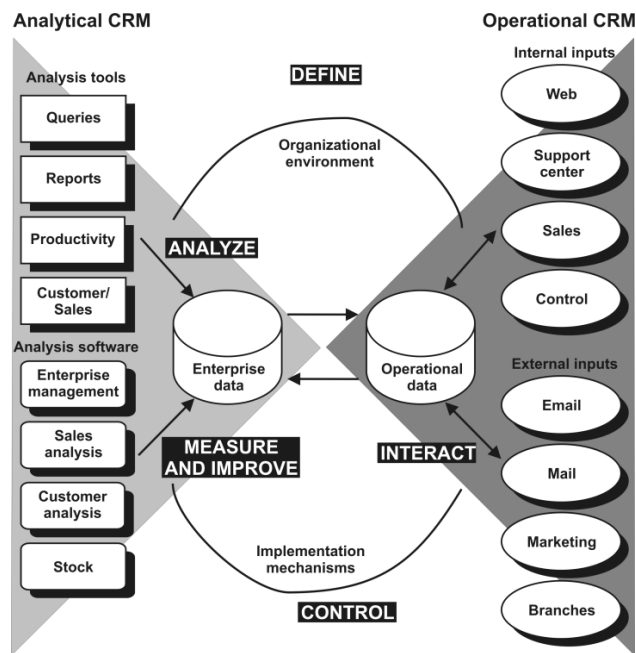 Analytical CRM
Operational CRM
Analysis tools
Queries
Reports
Productivity
Customer/
Sales
Analysis software
Enterprise
management
Sales
analysis
Customer
analysis
Stock
DEFINE
Organizational
environment
ANALYZE
Enterprise
data
Operational
data
MEASURE
AND IMPROVE
INTERACT
Implementation
mechanisms
CONTROL
Internal inputs
Web
Support
center
Sales
Control
External inputs
Email
Mail
Marketing
Branches